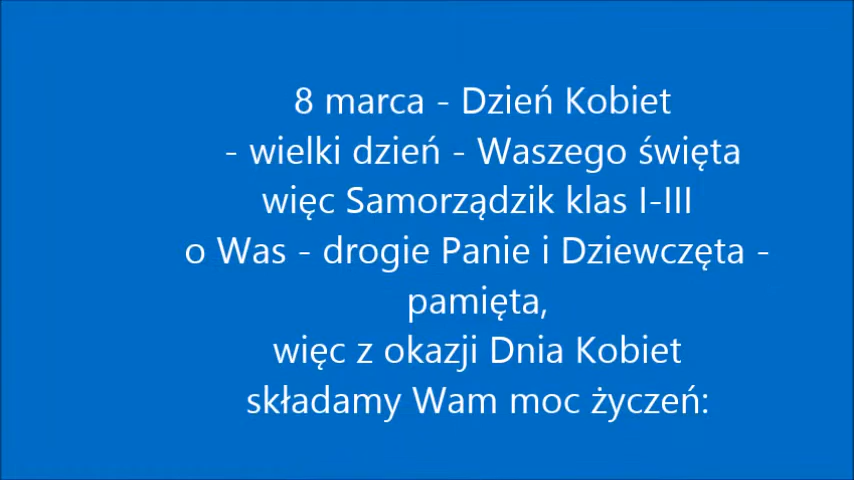 8 marca - Dzień Kobiet
- wielki dzień - Waszego święta
więc Samorządzik klas I-III
o Was - drogie Panie i Dziewczęta -
pamięta,
więc z okazji Dnia Kobiet
składamy Wam moc życzeń: